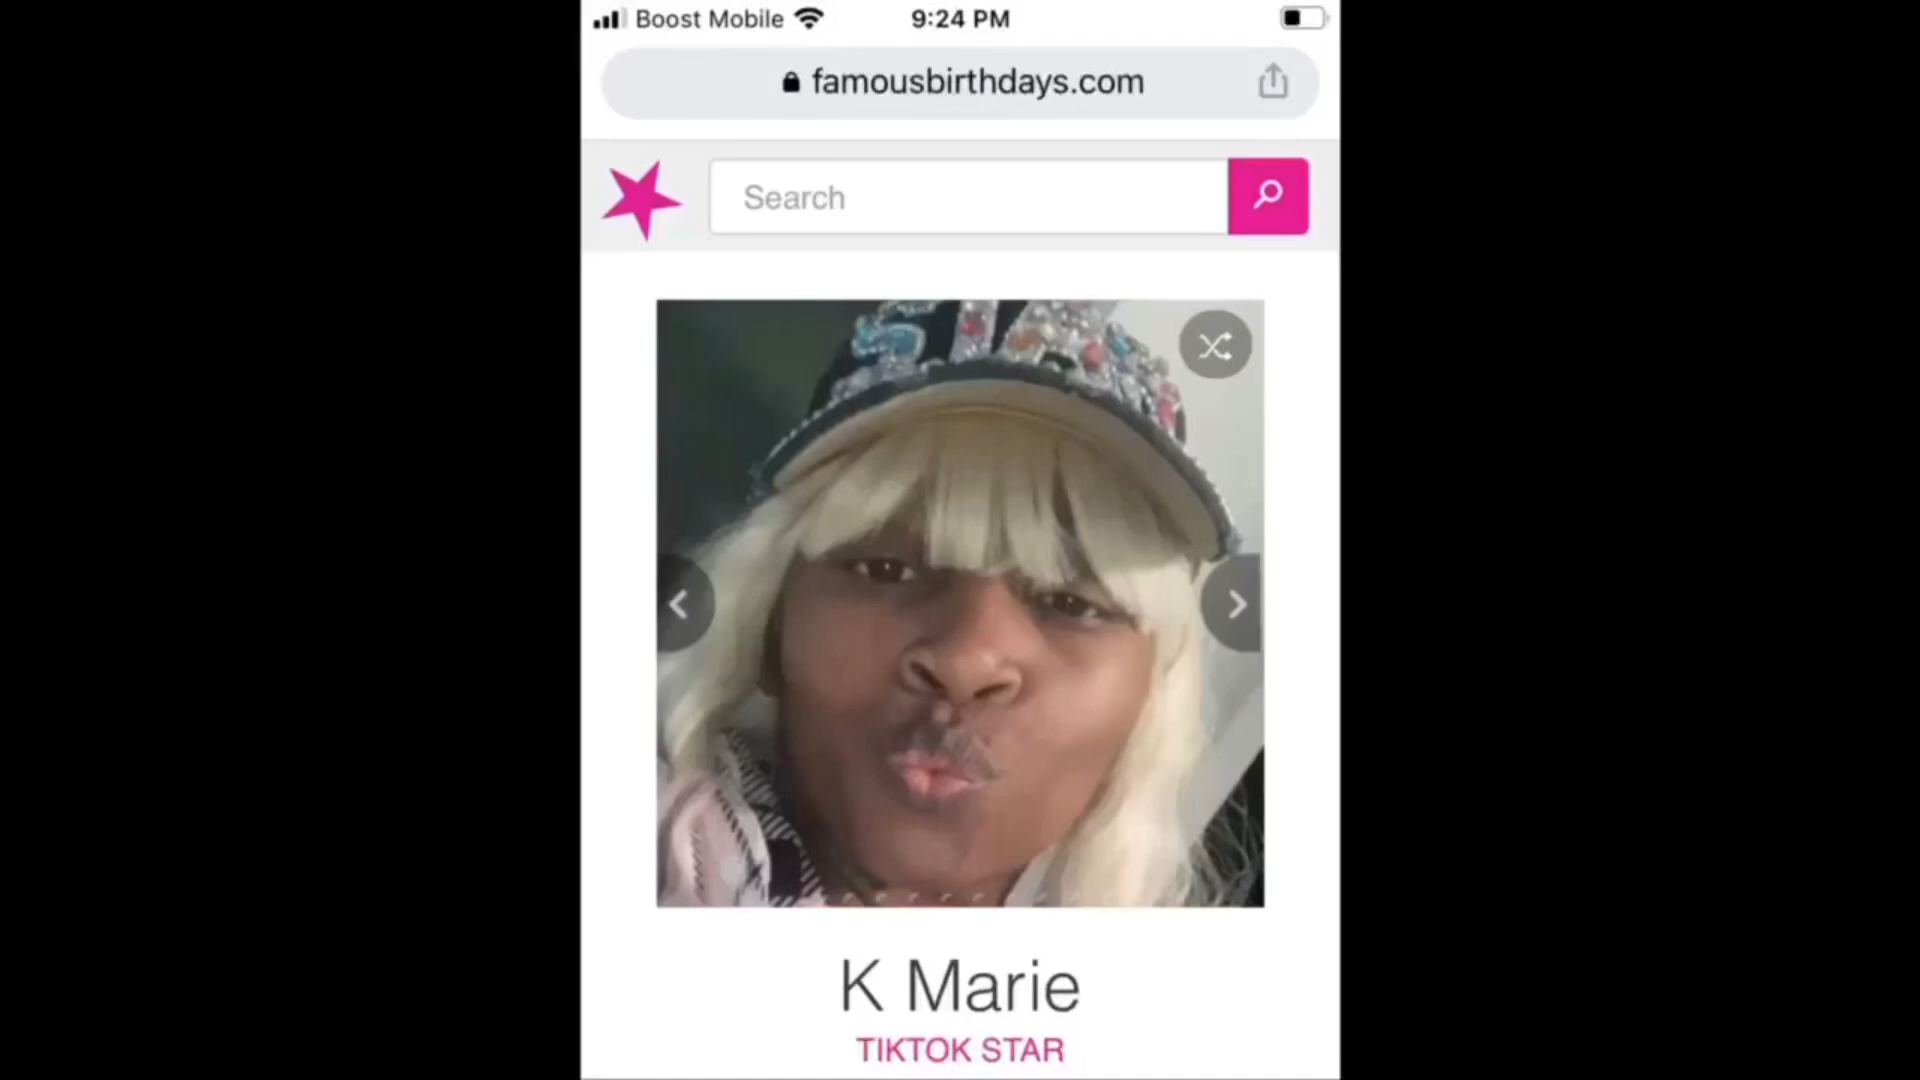 Boost Mobile 9:24 PM
famousbirthdays.com
Search
K Marie
TIKTOK STAR